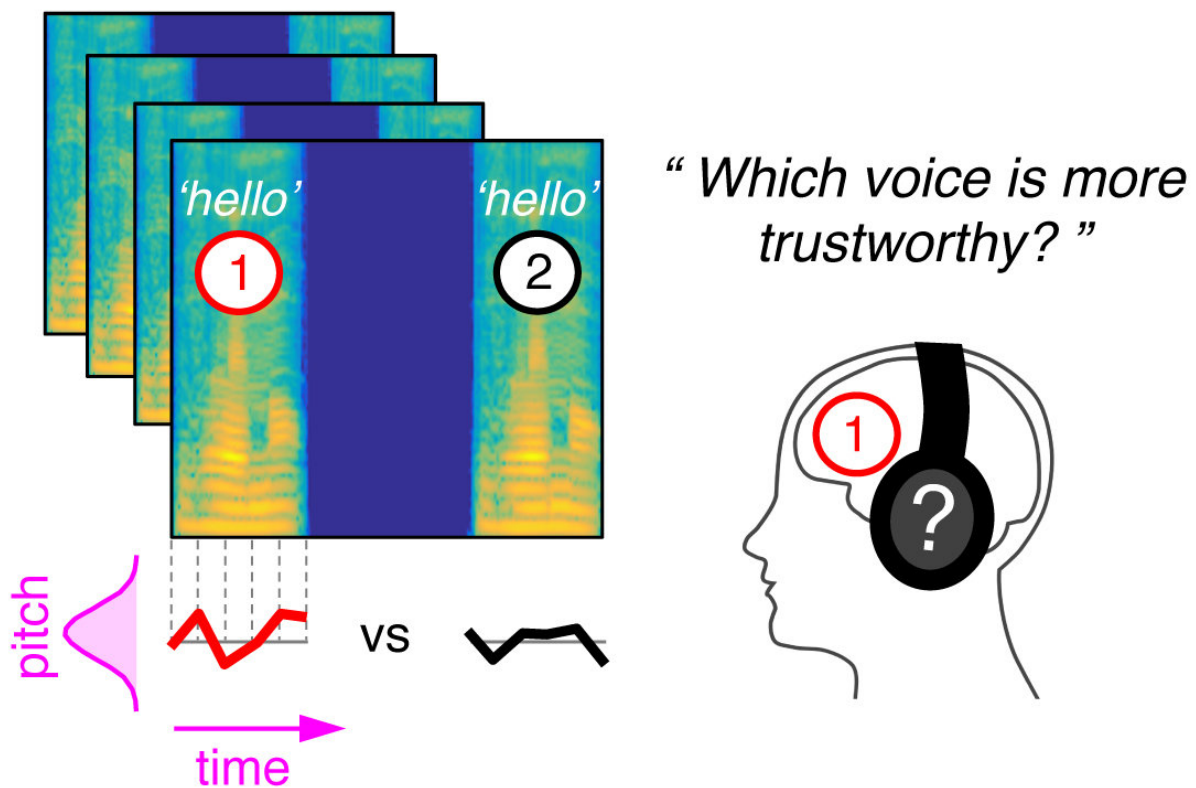 ‘hello’ ‘hello’
1 2
“ Which voice is more
trustworthy? ”
1
?
pitch
vs
time